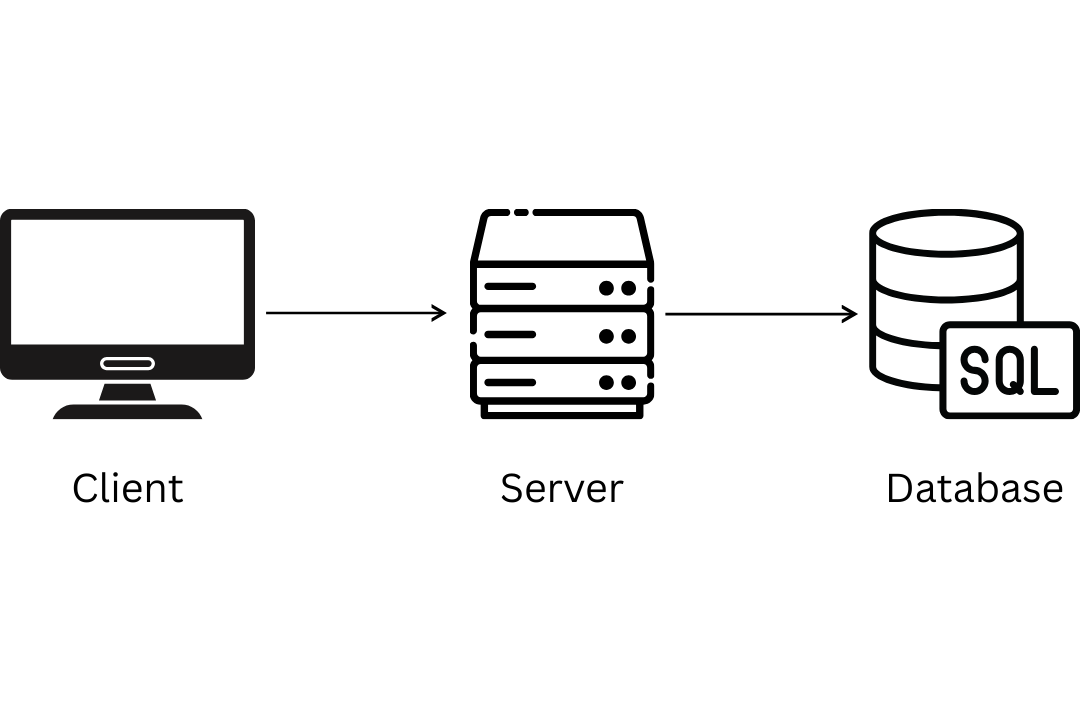 SQL
Client
Server
Database